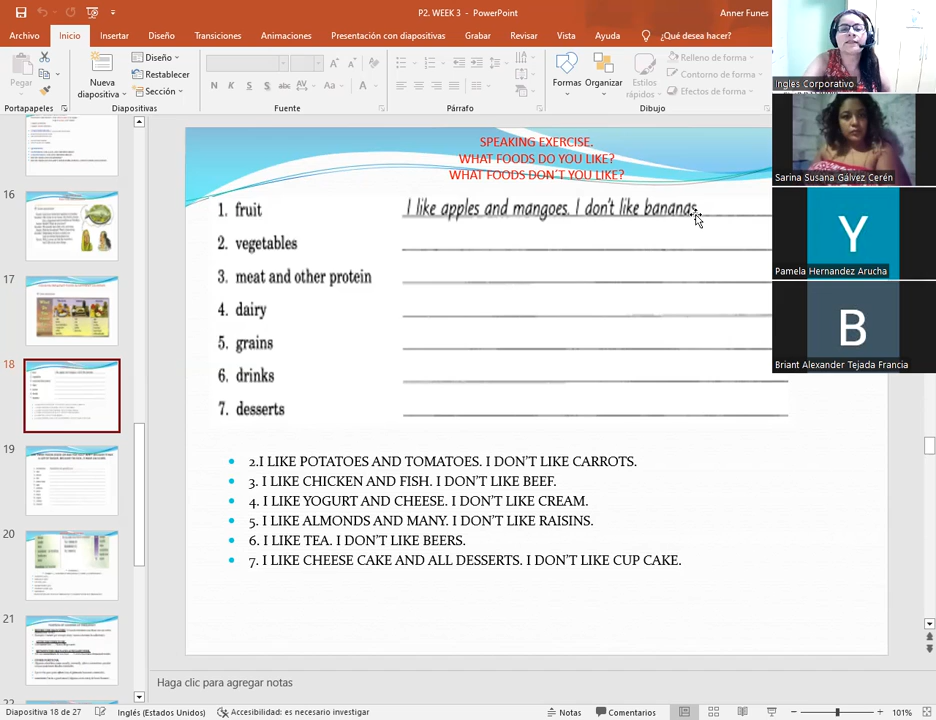 P2. WEEK 3 - PowerPoint
Anner Funes
Archivo Inicio Insertar Diseño Transiciones Animaciones Presentación con diapositivas Grabar Revisar Vista Ayuda ¿Qué desea hacer?
Pegar
Nueva diapositiva
Diseño
Restablecer
Sección
N K S
Aa
A
Formas
Organizar
Estilos rápidos
Relleno de forma
Contorno de forma
Efectos de forma
Portapapeles Diapositivas Fuente Párrafo Dibujo
Ingles Corporativo
Sarina Susana Gálvez Cerén
Y
Pamela Hernandez Arucha
B
Briant Alexander Tejada Francia
16
17
18
19
20
21
22
SPEAKING EXERCISE.
WHAT FOODS DO YOU LIKE?
WHAT FOODS DON'T YOU LIKE?
1. fruit I like apples and mangoes. I don't like bananas.
2. vegetables
3. meat and other protein
4. dairy
5. grains
6. drinks
7. desserts
• 2.I LIKE POTATOES AND TOMATOES. I DON'T LIKE CARROTS.
• 3. I LIKE CHICKEN AND FISH. I DON'T LIKE BEEF.
• 4. I LIKE YOGURT AND CHEESE. I DON'T LIKE CREAM.
• 5. I LIKE ALMONDS AND MANY. I DON'T LIKE RAISINS.
• 6. I LIKE TEA. I DON'T LIKE BEERS.
• 7. I LIKE CHEESE CAKE AND ALL DESSERTS. I DON'T LIKE CUP CAKE.
Haga clic para agregar notas
Diapositiva 18 de 27 Inglés (Estados Unidos) Accesibilidad: es necesario investigar Notas Comentarios 101%